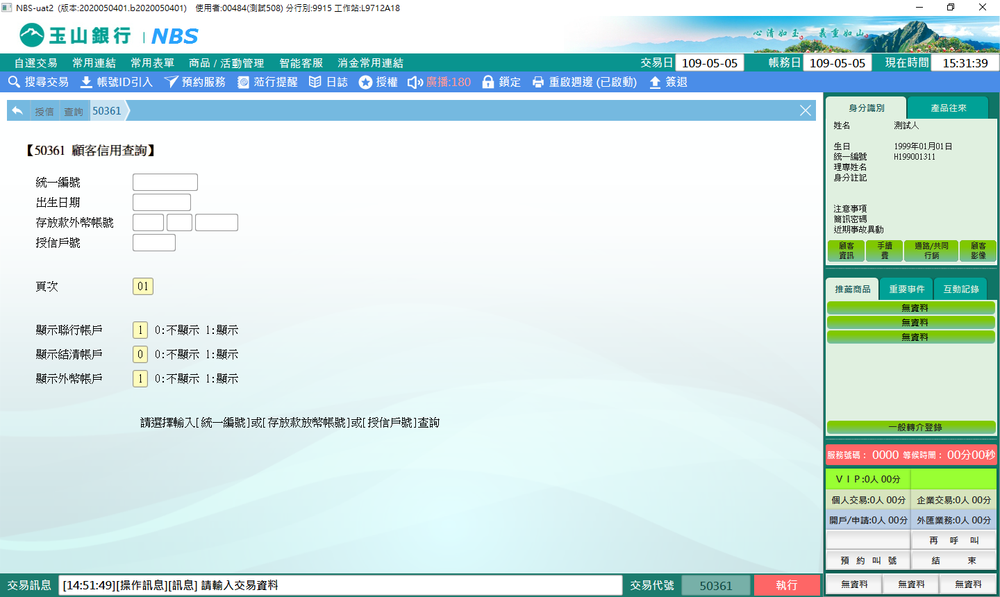 NBS-uat2 (版本:2020050401.b2020050401) 使用者:00484(測試508) 分行別:9915 工作站:L9712A18
玉山銀行 NBS
心清如玉。 義重如山。
自選交易 常用連結 常用表單 商品 / 活動管理 智能客服 消金常用連結 交易日 109-05-05 帳務日 109-05-05 現在時間 15:31:39
搜尋交易 帳號ID引入 預約服務 蒞行提醒 日誌 授權 廣播:180 鎖定 重啟週邊 (已啟動) 簽退
授信 查詢 50361
【50361 顧客信用查詢】
統一編號
出生日期
存放款外幣帳號
授信戶號
頁次 01
顯示聯行帳戶 1 0:不顯示 1:顯示
顯示結清帳戶 0 0:不顯示 1:顯示
顯示外幣帳戶 1 0:不顯示 1:顯示
請選擇輸入[統一編號]或[存放款放幣帳號]或[授信戶號]查詢
身分識別 產品往來
姓名 測試人
生日 1999年01月01日
統一編號 H199001311
理專姓名
身分註記
注意事項
簡訊密碼
近期事故異動
顧客資訊 手續費 通路/共同行銷 顧客影像
推薦商品 重要事件 互動記錄
無資料
無資料
無資料
一般轉介登錄
服務號碼： 0000 等候時間： 00分00秒
ＶＩＰ:0人 00分
個人交易:0人 00分 企業交易:0人 00分
開戶/申請:0人 00分 外匯業務:0人 00分
再 呼 叫
預 約 叫 號 結 束
無資料 無資料 無資料
交易訊息 [14:51:49][操作訊息][訊息] 請輸入交易資料 交易代號 50361 執行